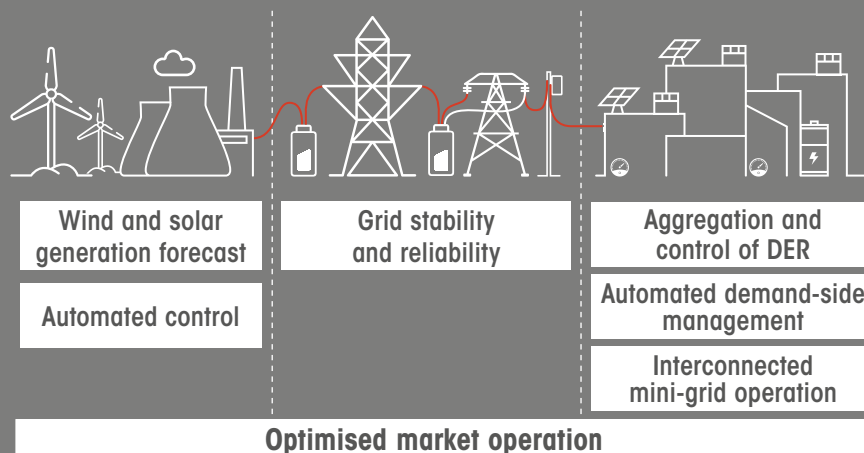 Wind and solar
generation forecast
Automated control
Grid stability
and reliability
Aggregation and
control of DER
Automated demand-side
management
Interconnected
mini-grid operation
Optimised market operation